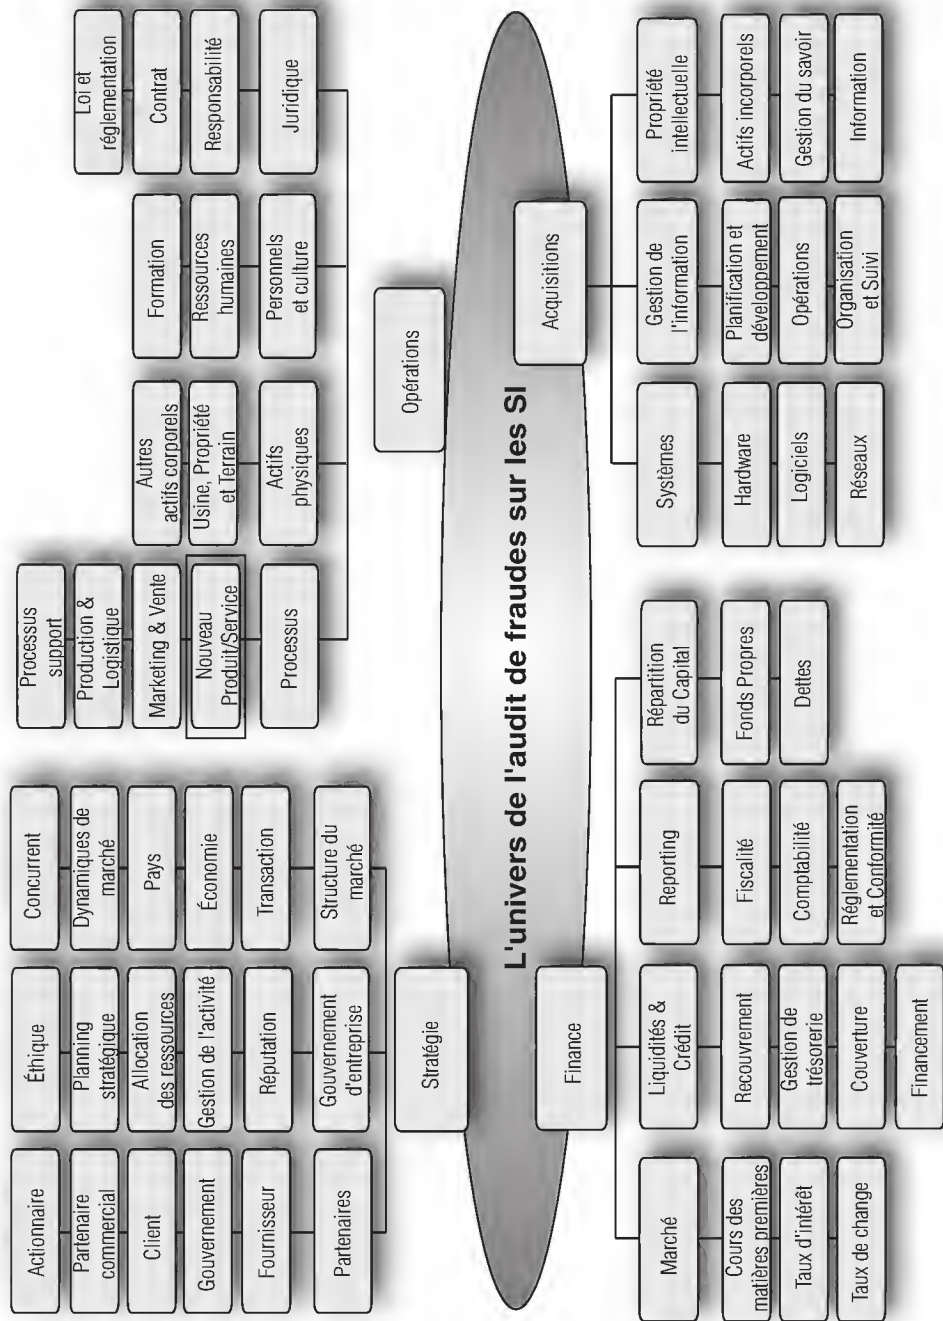 Actionnaire
Partenaire
commercial
Client
Gouvernement
Fournisseur
Partenaires
Éthique
Planning
stratégique
Allocation
des ressources
Gestion de l'activité
Réputation
Gouvernement
d'entreprise
Concurrent
Dynamiques de
marché
Pays
Économie
Transaction
Structure du
marché
Stratégie
Processus
support
Production &
Logistique
Marketing & Vente
Nouveau
Produit/Service
Processus
Autres
actifs corporels
Usine, Propriété
et Terrain
Actifs
physiques
Formation
Ressources
humaines
Personnels
et culture
Loi et
réglementation
Contrat
Responsabilité
Juridique
Opérations
L'univers de l'audit de fraudes sur les SI
Finance
Marché
Cours des
matières premières
Taux d'intérêt
Taux de change
Liquidités &
Crédit
Recouvrement
Gestion de
trésorerie
Couverture
Financement
Reporting
Fiscalité
Comptabilité
Réglementation
et Conformité
Répartition
du Capital
Fonds Propres
Dettes
Acquisitions
Systèmes
Hardware
Logiciels
Réseaux
Gestion de
l'information
Planification et
développement
Opérations
Organisation
et Suivi
Propriété
intellectuelle
Actifs incorporels
Gestion du savoir
Information